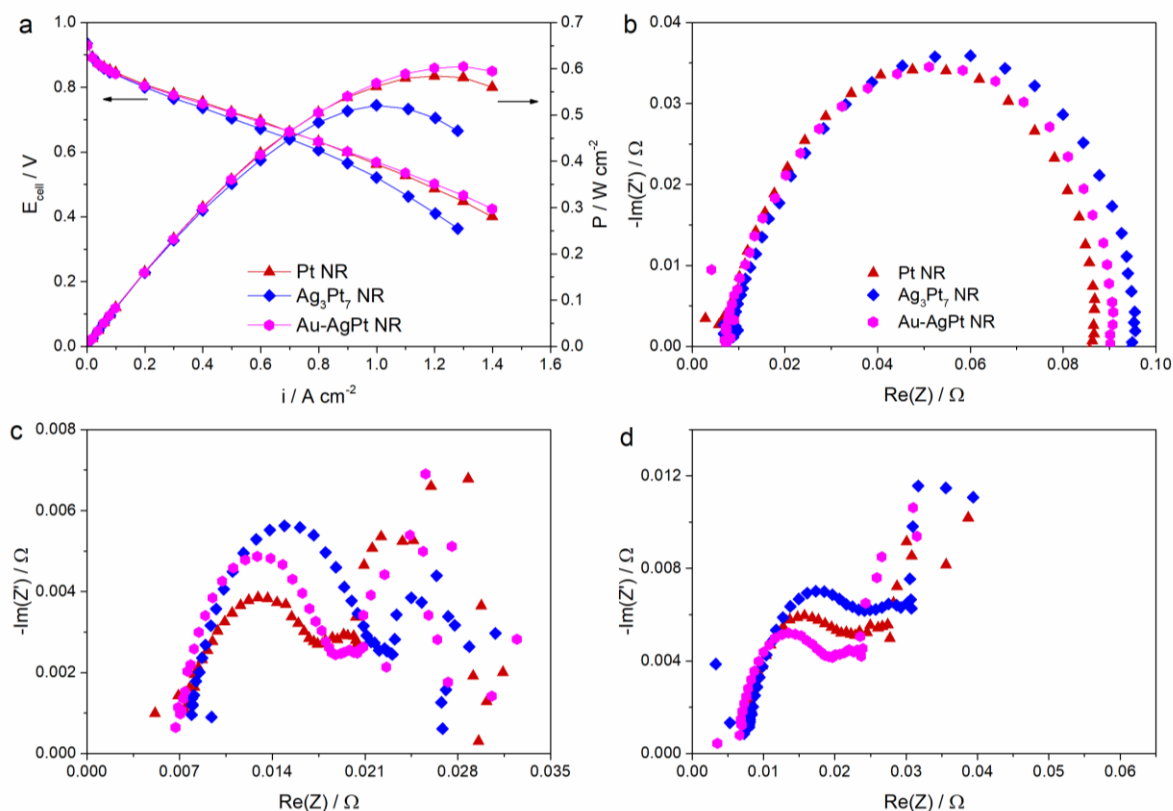 a
1.0
0.8
0.6
0.4
0.2
0.0
E_cell / V
0.7
0.6
0.5
0.4
0.3
0.2
0.1
0.0
P / W cm⁻²
Pt NR
Ag₃Pt₇ NR
Au-AgPt NR
0.0 0.2 0.4 0.6 0.8 1.0 1.2 1.4 1.6
i / A cm⁻²
b
0.04
0.03
0.02
0.01
0.00
-Im(Z') / Ω
Pt NR
Ag₃Pt₇ NR
Au-AgPt NR
0.00 0.02 0.04 0.06 0.08 0.10
Re(Z) / Ω
c
0.008
0.006
0.004
0.002
0.000
-Im(Z') / Ω
0.000 0.007 0.014 0.021 0.028 0.035
Re(Z) / Ω
d
0.012
0.008
0.004
0.000
-Im(Z') / Ω
0.00 0.01 0.02 0.03 0.04 0.05 0.06
Re(Z) / Ω